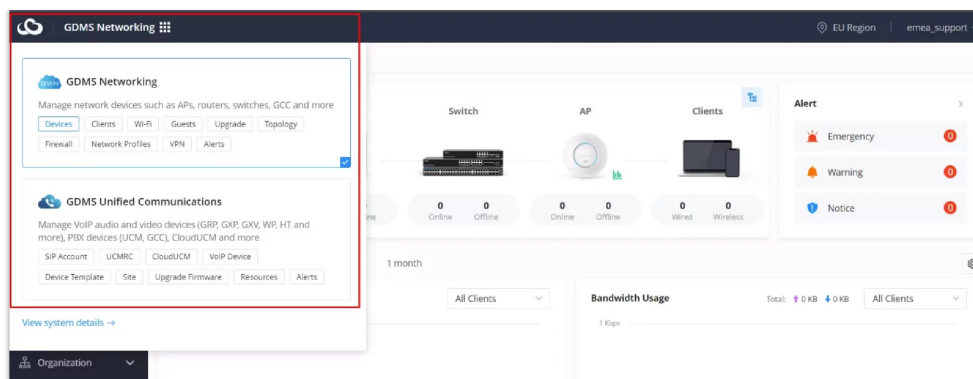 GDMS Networking
EU Region
emea_support
GWN
GDMS Networking
Manage network devices such as APs, routers, switches, GCC and more
Devices Clients Wi-Fi Guests Upgrade Topology
Firewall Network Profiles VPN Alerts
GDMS Unified Communications
Manage VoIP audio and video devices (GRP, GXP, GXV, WP, HT and
more), PBX devices (UCM, GCC), CloudUCM and more
SIP Account UCMRC CloudUCM VoIP Device
Device Template Site Upgrade Firmware Resources Alerts
View system details →
Organization
Switch AP Clients
0 0 0 0 0 0
Online Offline Online Offline Wired Wireless
Alert
Emergency 0
Warning 0
Notice 0
1 month
All Clients
Bandwidth Usage Total: 0 KB 0 KB All Clients
1 Kbps